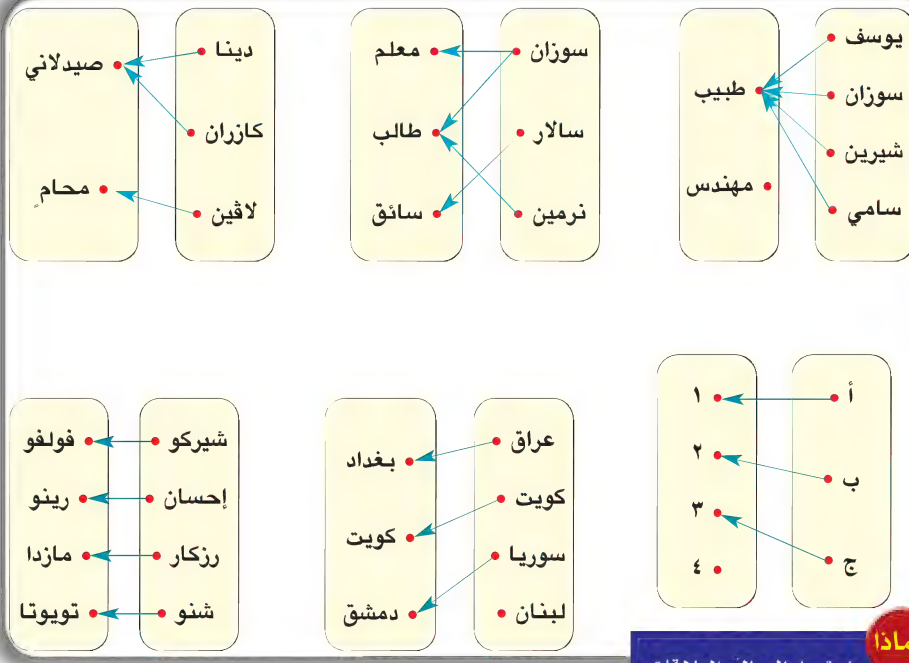 يوسف
سوزان
شيرين
سامي
طبيب
مهندس
سوزان
سالار
نرمين
معلم
طالب
سائق
دينا
كازران
لاڤين
صيدلاني
محامٍ
أ
ب
ج
١
٢
٣
٤
عراق
كويت
سوريا
لبنان
بغداد
كويت
دمشق
شيركو
إحسان
رزكار
شنو
فولفو
رينو
مازدا
تويوتا
ماذا